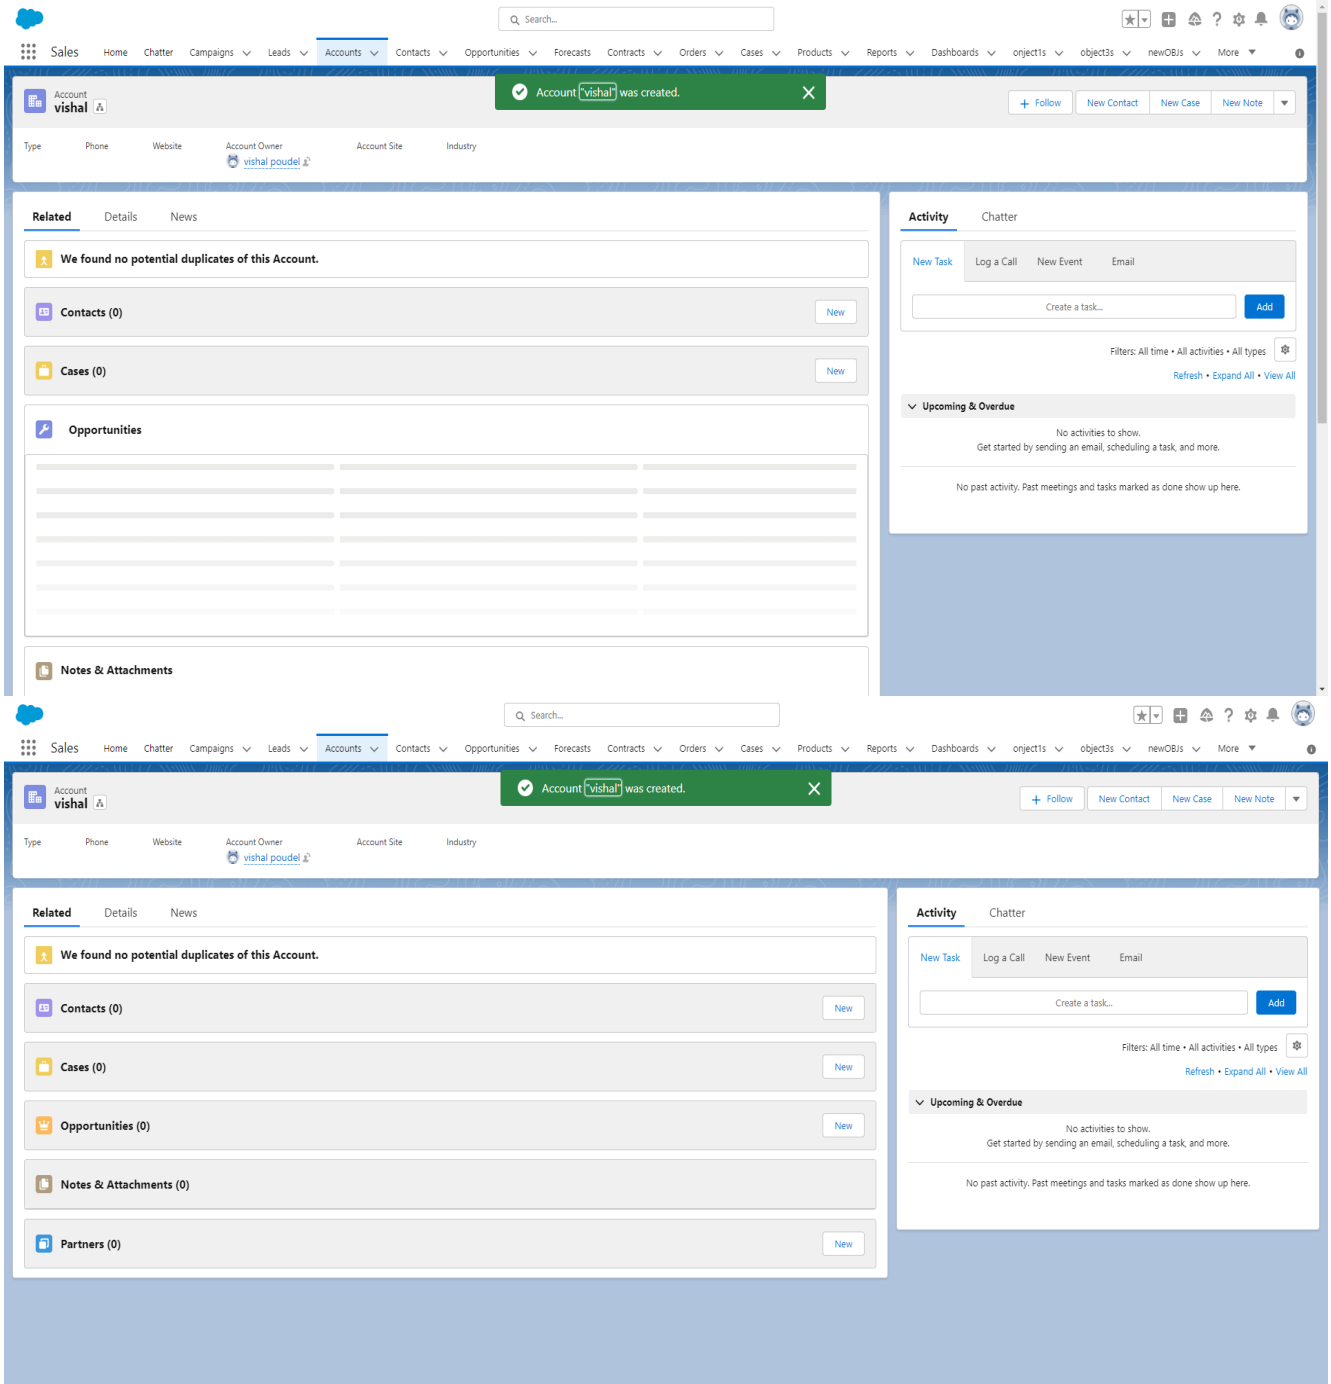 Search...
Sales Home Chatter Campaigns Leads Accounts Contacts Opportunities Forecasts Contracts Orders Cases Products Reports Dashboards onject1s object3s newOBJs More
Account "vishal" was created.
Account
vishal
Follow New Contact New Case New Note
Type Phone Website Account Owner Account Site Industry
vishal poudel
Related Details News
We found no potential duplicates of this Account.
Contacts (0) New
Cases (0) New
Opportunities
Notes & Attachments
Activity Chatter
New Task Log a Call New Event Email
Create a task... Add
Filters: All time • All activities • All types
Refresh • Expand All • View All
Upcoming & Overdue
No activities to show.
Get started by sending an email, scheduling a task, and more.
No past activity. Past meetings and tasks marked as done show up here.
Search...
Sales Home Chatter Campaigns Leads Accounts Contacts Opportunities Forecasts Contracts Orders Cases Products Reports Dashboards onject1s object3s newOBJs More
Account "vishal" was created.
Account
vishal
Follow New Contact New Case New Note
Type Phone Website Account Owner Account Site Industry
vishal poudel
Related Details News
We found no potential duplicates of this Account.
Contacts (0) New
Cases (0) New
Opportunities (0) New
Notes & Attachments (0)
Partners (0) New
Activity Chatter
New Task Log a Call New Event Email
Create a task... Add
Filters: All time • All activities • All types
Refresh • Expand All • View All
Upcoming & Overdue
No activities to show.
Get started by sending an email, scheduling a task, and more.
No past activity. Past meetings and tasks marked as done show up here.